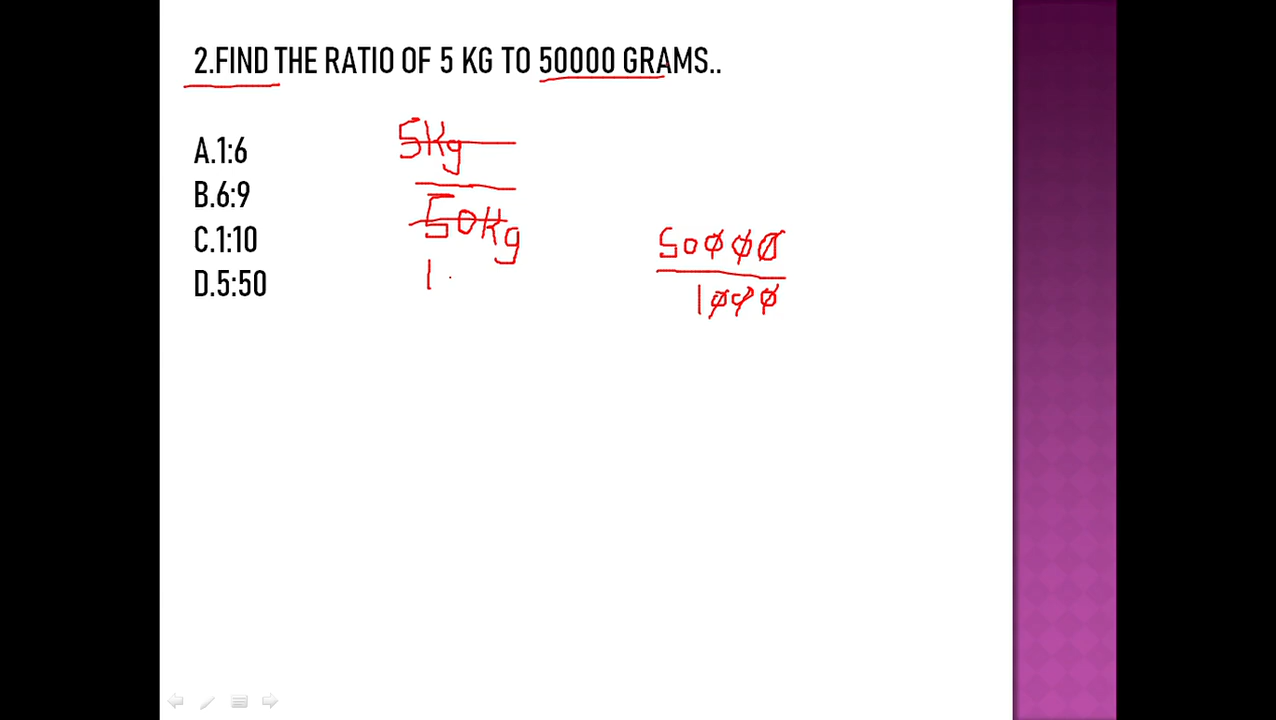 2.FIND THE RATIO OF 5 KG TO 50000 GRAMS..
A.1:6
B.6:9
C.1:10
D.5:50
5Kg
50Kg
1
50000
1000